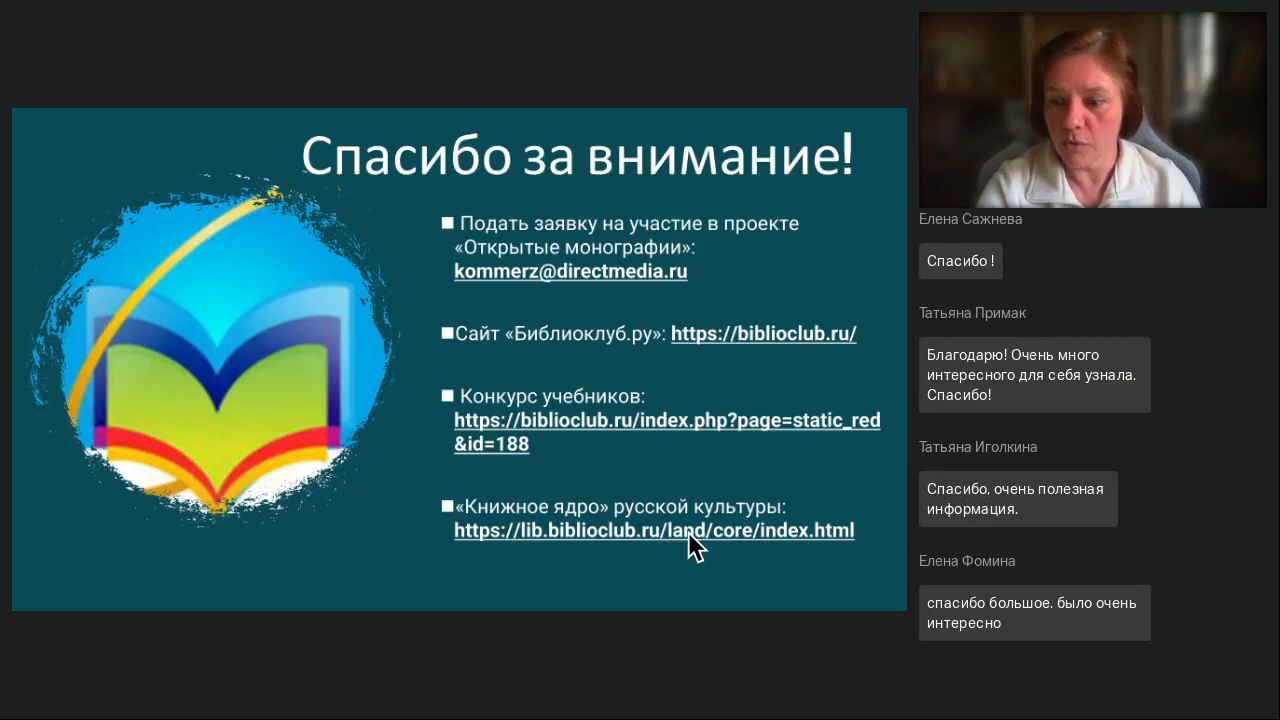 Спасибо за внимание!
Подать заявку на участие в проекте
«Открытые монографии»:
kommerz@directmedia.ru
Сайт «Библиоклуб.ру»: https://biblioclub.ru/
Конкурс учебников:
https://biblioclub.ru/index.php?page=static_red
&id=188
«Книжное ядро» русской культуры:
https://lib.biblioclub.ru/land/core/index.html
Елена Сажнева
Спасибо !
Татьяна Примак
Благодарю! Очень много
интересного для себя узнала.
Спасибо!
Татьяна Иголкина
Спасибо, очень полезная
информация.
Елена Фомина
спасибо большое. было очень
интересно